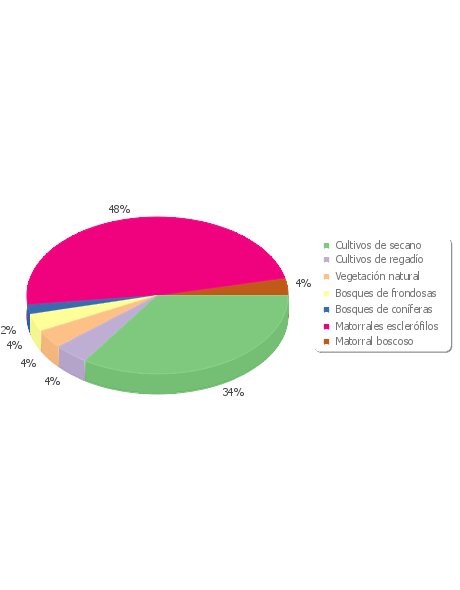 48%
4%
2%
4%
4%
4%
34%
Cultivos de secano
Cultivos de regadío
Vegetación natural
Bosques de frondosas
Bosques de coníferas
Matorrales esclerófilos
Matorral boscoso